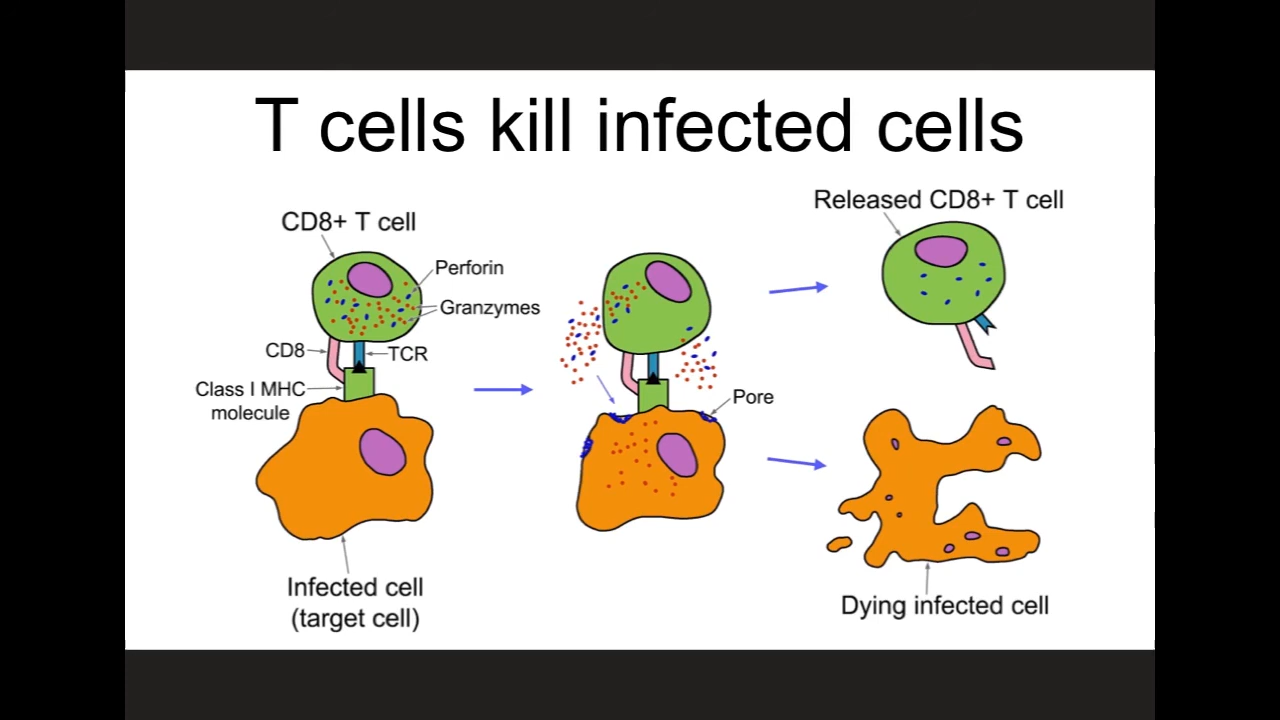 T cells kill infected cells
CD8+ T cell
Perforin
Granzymes
CD8
TCR
Class I MHC
molecule
Infected cell
(target cell)
Pore
Released CD8+ T cell
Dying infected cell